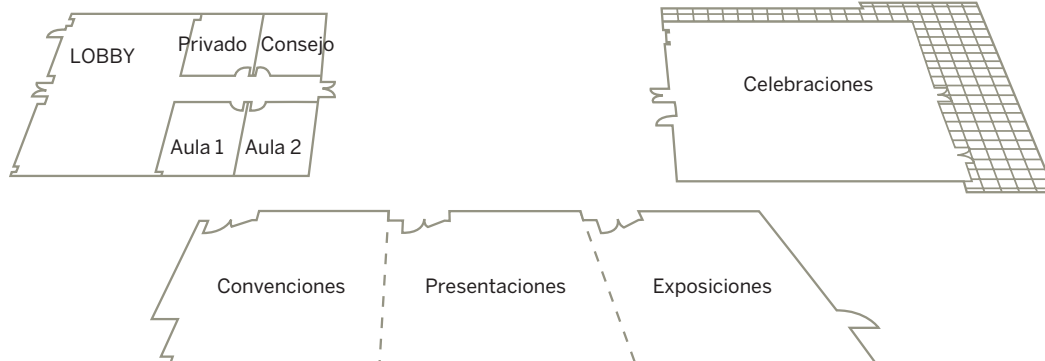 LOBBY
Privado
Consejo
Aula 1
Aula 2
Celebraciones
Convenciones
Presentaciones
Exposiciones